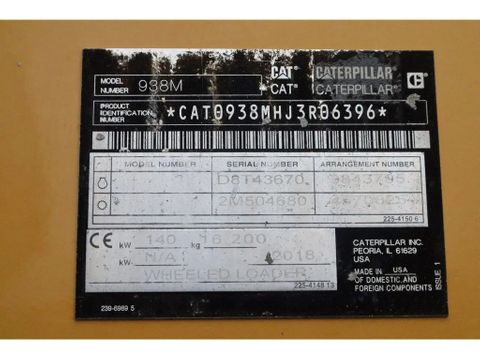 MODEL NUMBER 938M CAT CATERPILLAR
CAT® CATERPILLAR®
PRODUCT IDENTIFICATION NUMBER *CAT0938MHJ3R06396*
MODEL NUMBER SERIAL NUMBER ARRANGEMENT NUMBER
D8T43670
2M504680
225-4150 6
CE kW 140 kg 16 200
kW N/A 2018
WHEELED LOADER
225-4148 13
239-6989 5
CATERPILLAR INC.
PEORIA, IL 61629
USA
MADE IN USA
OF DOMESTIC AND
FOREIGN COMPONENTS
ISSUE 1